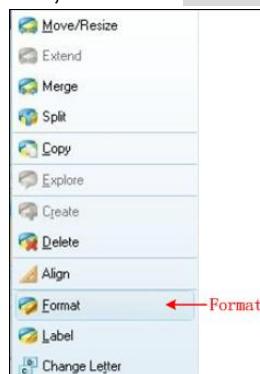 Move/Resize
Extend
Merge
Split
Copy
Explore
Create
Delete
Align
Format Format
Label
Change Letter